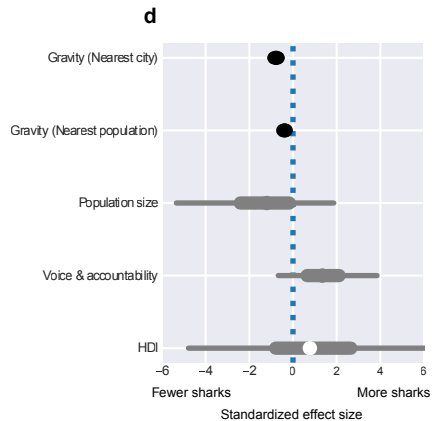 d
Gravity (Nearest city)
Gravity (Nearest population)
Population size
Voice & accountability
HDI
−6 −4 −2 0 2 4 6
Fewer sharks More sharks
Standardized effect size